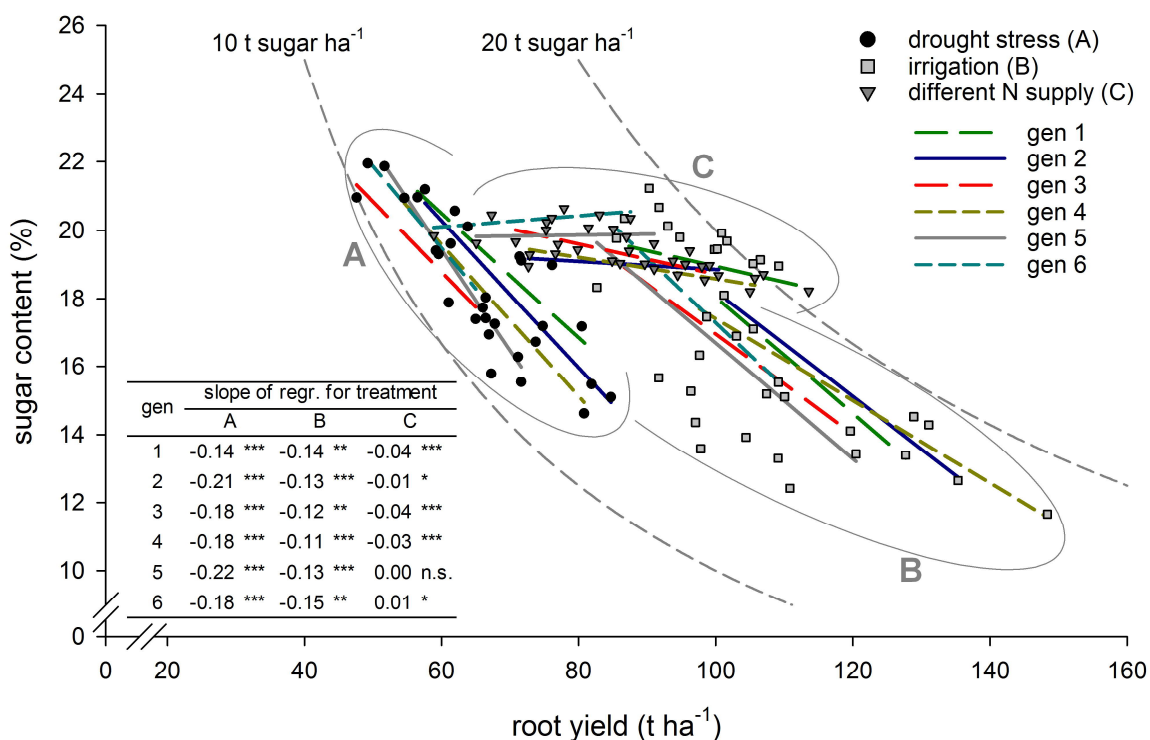 26
24
22
20
18
16
14
12
10
0
sugar content (%)
10 t sugar ha⁻¹
20 t sugar ha⁻¹
drought stress (A)
irrigation (B)
different N supply (C)
gen 1
gen 2
gen 3
gen 4
gen 5
gen 6
A
C
B
slope of regr. for treatment
gen A B C
1 -0.14 *** -0.14 ** -0.04 ***
2 -0.21 *** -0.13 *** -0.01 *
3 -0.18 *** -0.12 ** -0.04 ***
4 -0.18 *** -0.11 *** -0.03 ***
5 -0.22 *** -0.13 *** 0.00 n.s.
6 -0.18 *** -0.15 ** 0.01 *
0 20 40 60 80 100 120 140 160
root yield (t ha⁻¹)